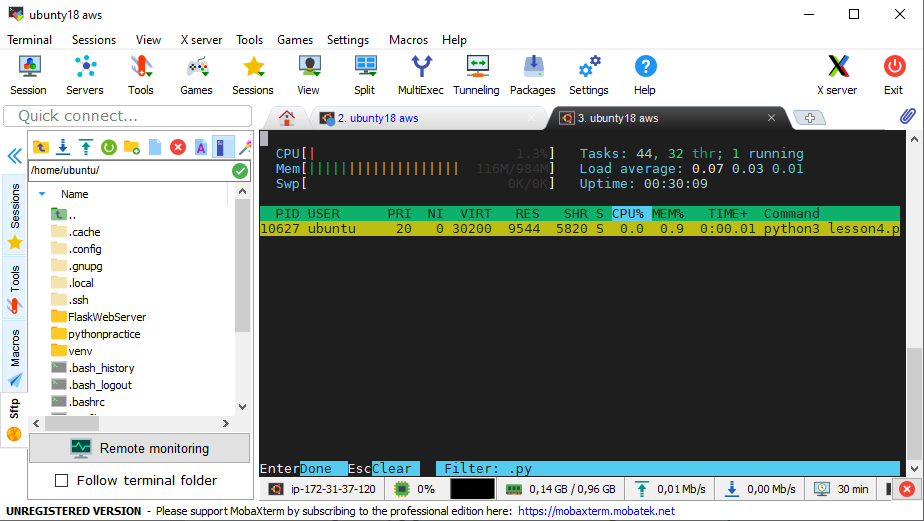 ubunty18 aws
Terminal Sessions View X server Tools Games Settings Macros Help
Session Servers Tools Games Sessions View Split MultiExec Tunneling Packages Settings Help X server Exit
Quick connect...
2. ubunty18 aws
3. ubunty18 aws
/home/ubuntu/
Name
..
.cache
.config
.gnupg
.local
.ssh
FlaskWebServer
pythonpractice
venv
.bash_history
.bash_logout
.bashrc
Sessions
Tools
Macros
Sftp
Remote monitoring
Follow terminal folder
CPU[| 1.3%] Tasks: 44, 32 thr; 1 running
Mem[||||||||||||||||||| 116M/984M] Load average: 0.07 0.03 0.01
Swp[ 0K/0K] Uptime: 00:30:09
PID USER PRI NI VIRT RES SHR S CPU% MEM% TIME+ Command
10627 ubuntu 20 0 30200 9544 5820 S 0.0 0.9 0:00.01 python3 lesson4.p
EnterDone EscClear Filter: .py
ip-172-31-37-120 0% 0,14 GB / 0,96 GB 0,01 Mb/s 0,00 Mb/s 30 min
UNREGISTERED VERSION - Please support MobaXterm by subscribing to the professional edition here: https://mobaxterm.mobatek.net